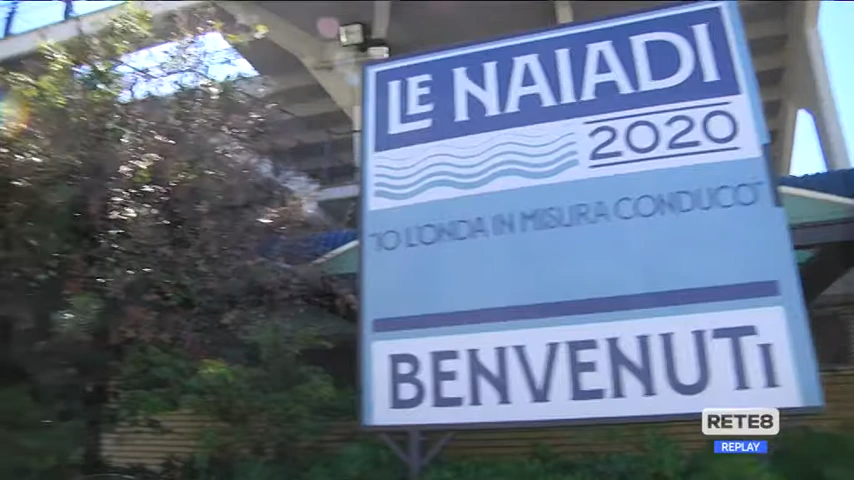 LE NAIADI
2020
"IO L'ONDA IN MISURA CONDUCO"
BENVENUTI
RETE8
REPLAY